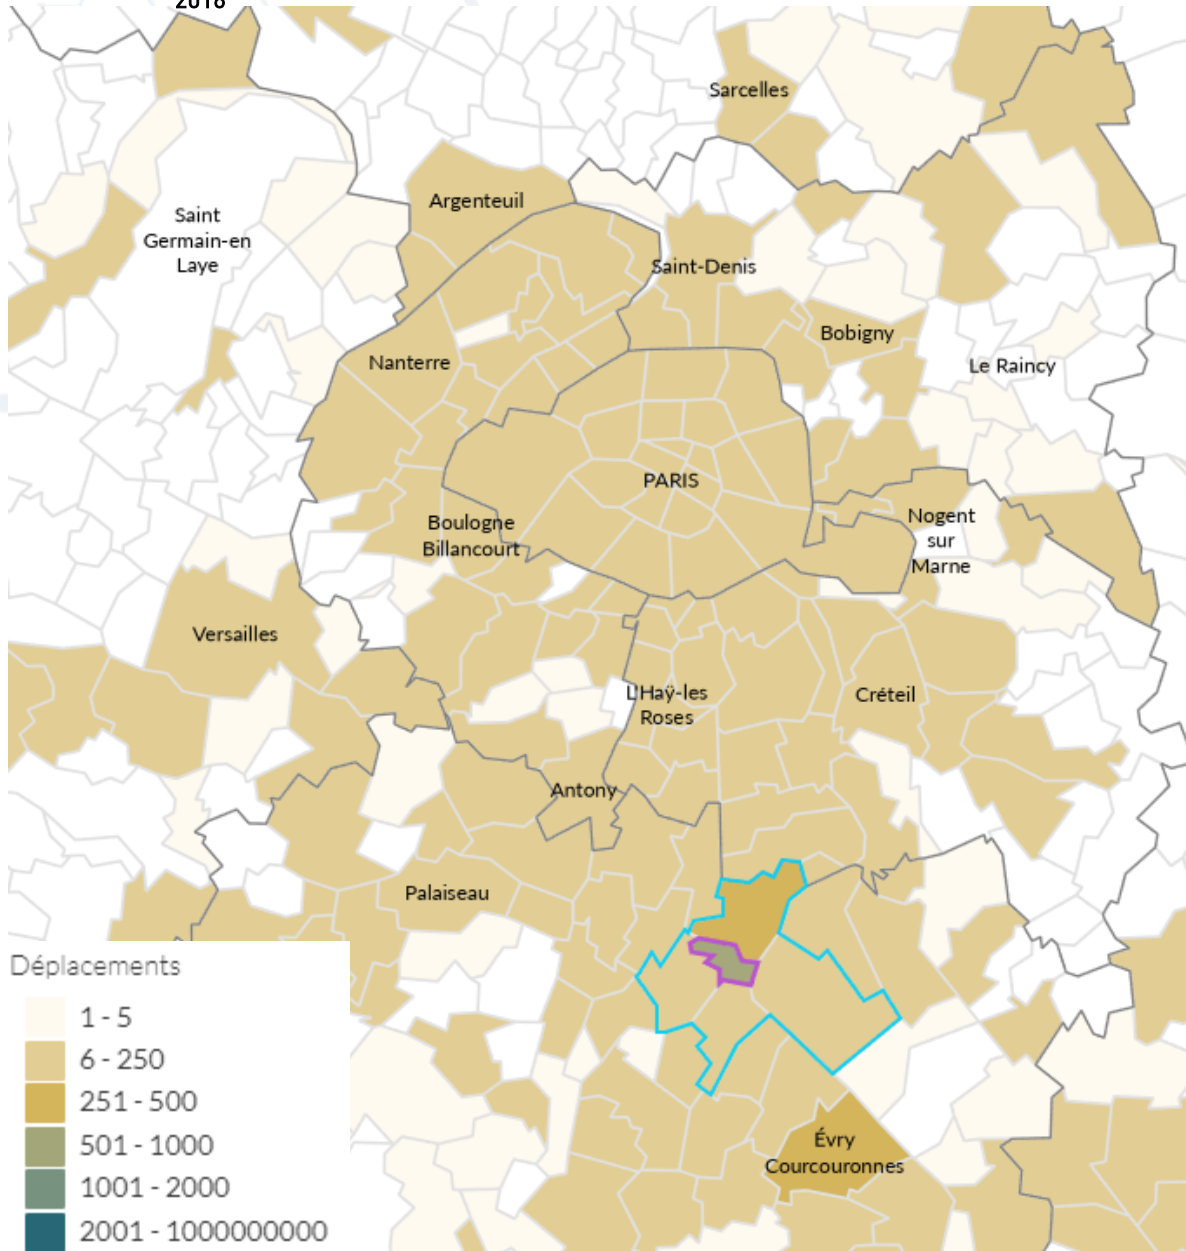 2016
Sarcelles
Argenteuil
Saint
Germain-en
Laye
Saint-Denis
Bobigny
Nanterre
Le Raincy
PARIS
Boulogne
Billancourt
Nogent
sur
Marne
Versailles
L'Haÿ-les
Roses
Créteil
Antony
Palaiseau
Déplacements
1 - 5
6 - 250
251 - 500
501 - 1000
1001 - 2000
2001 - 1000000000
Évry
Courcouronnes